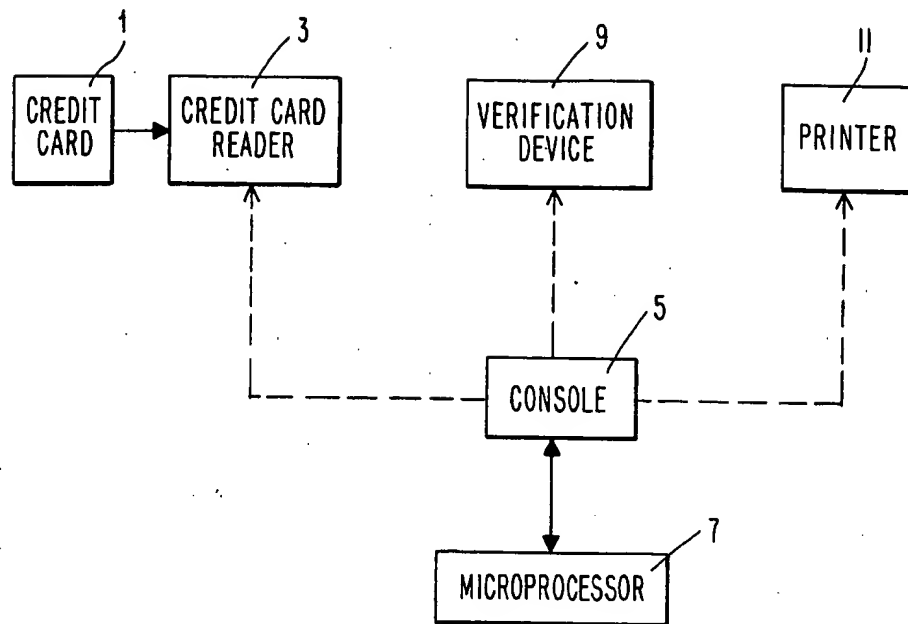 1
3
9
11
CREDIT
CARD
CREDIT CARD
READER
VERIFICATION
DEVICE
PRINTER
5
CONSOLE
7
MICROPROCESSOR